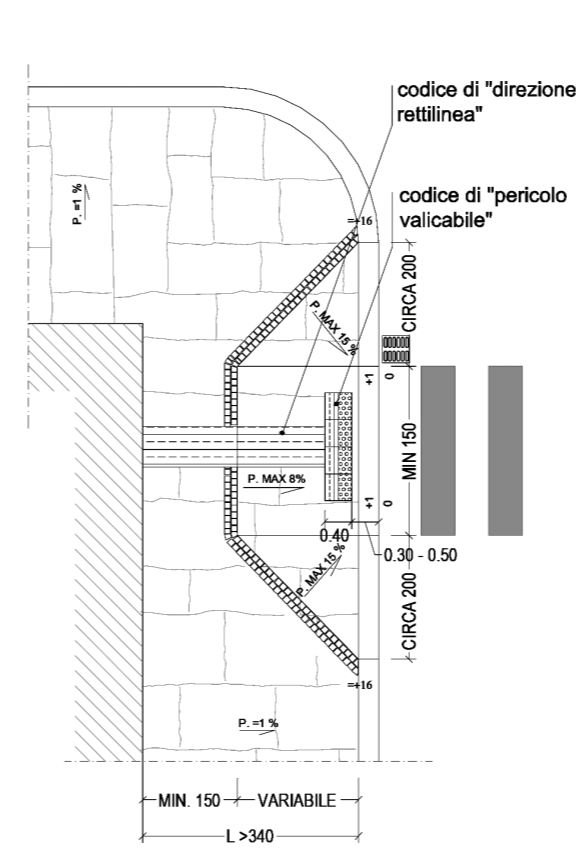 codice di "direzione
rettilinea"
codice di "pericolo
valicabile"
P. =1 %
=+16
CIRCA 200
P. MAX 15 %
+1
0
MIN 150
P. MAX 8%
+1
0
0.40
0.30 - 0.50
P. MAX 15 %
CIRCA 200
=+16
P. =1 %
MIN. 150
VARIABILE
L >340